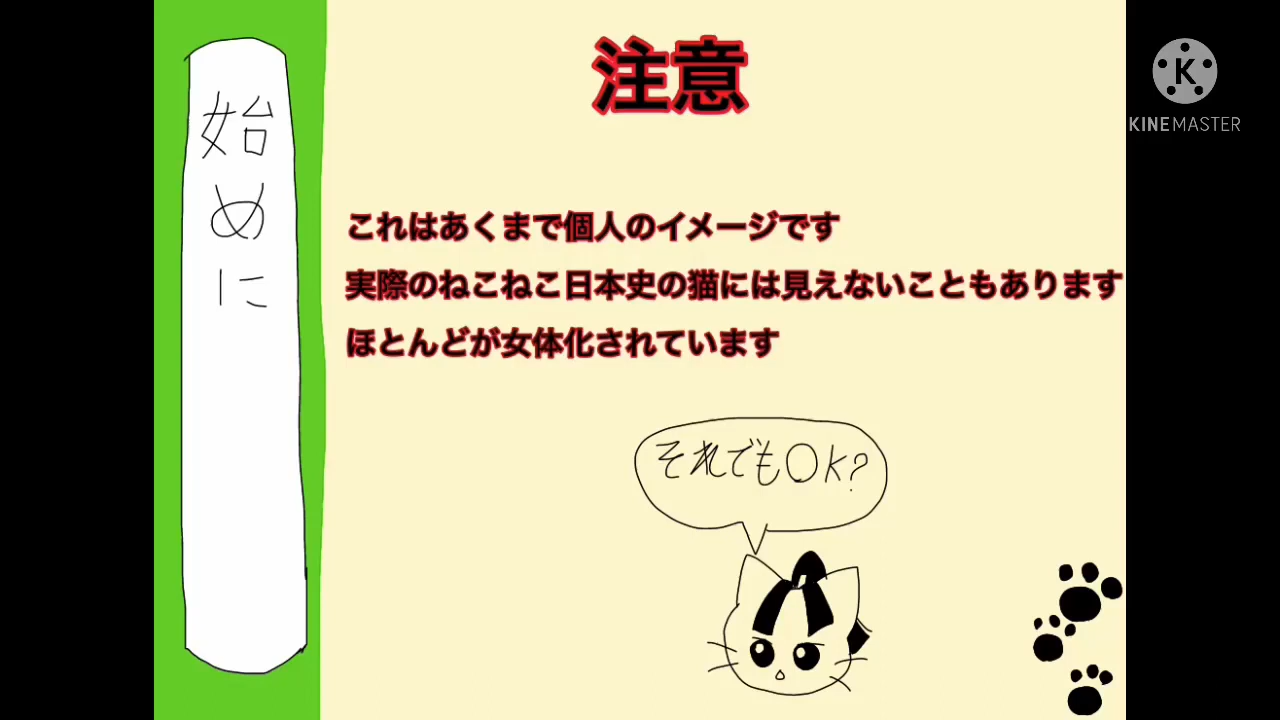 始めに
注意
これはあくまで個人のイメージです
実際のねこねこ日本史の猫には見えないこともあります
ほとんどが女体化されています
それでもOK?
K
KINEMASTER